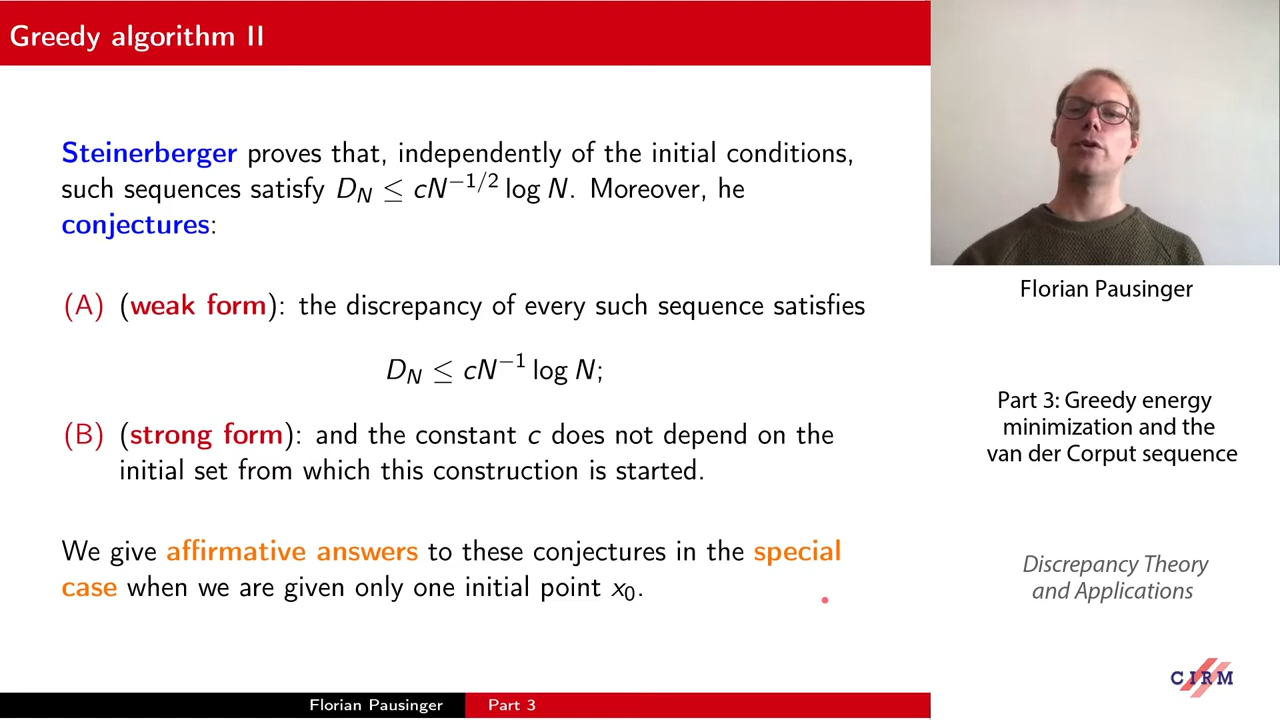 Greedy algorithm II
Steinerberger proves that, independently of the initial conditions,
such sequences satisfy D_N ≤ cN^{-1/2} log N. Moreover, he
conjectures:
(A) (weak form): the discrepancy of every such sequence satisfies
D_N ≤ cN^{-1} log N;
(B) (strong form): and the constant c does not depend on the
initial set from which this construction is started.
We give affirmative answers to these conjectures in the special
case when we are given only one initial point x_0.
Florian Pausinger
Part 3
Florian Pausinger
Part 3: Greedy energy
minimization and the
van der Corput sequence
Discrepancy Theory
and Applications
CIRM